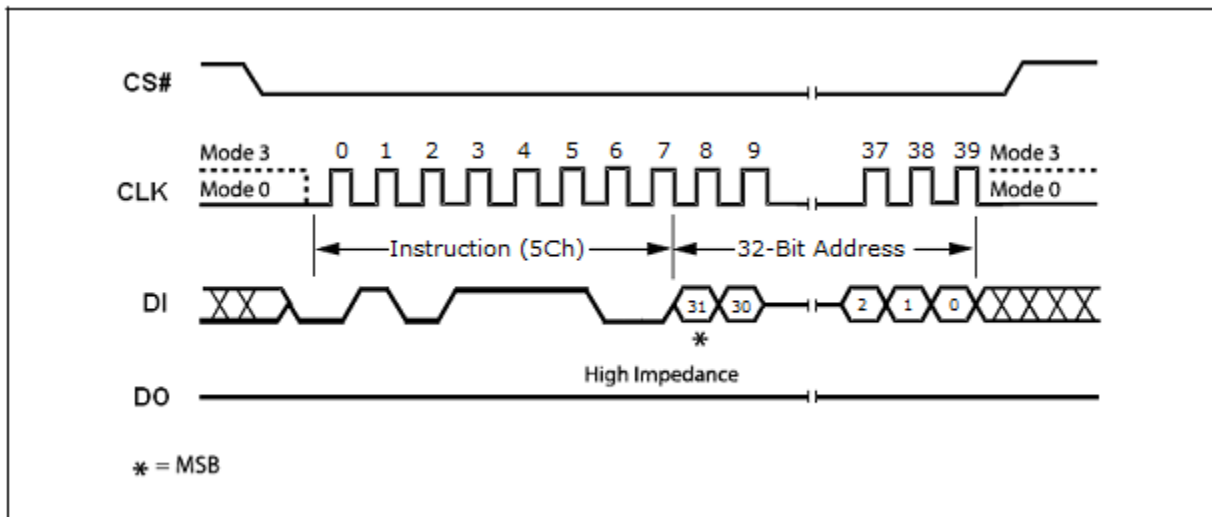 CS#
Mode 3 0 1 2 3 4 5 6 7 8 9 37 38 39 Mode 3
CLK Mode 0 Mode 0
Instruction (5Ch) 32-Bit Address
DI 31 30 2 1 0
*
High Impedance
DO
* = MSB